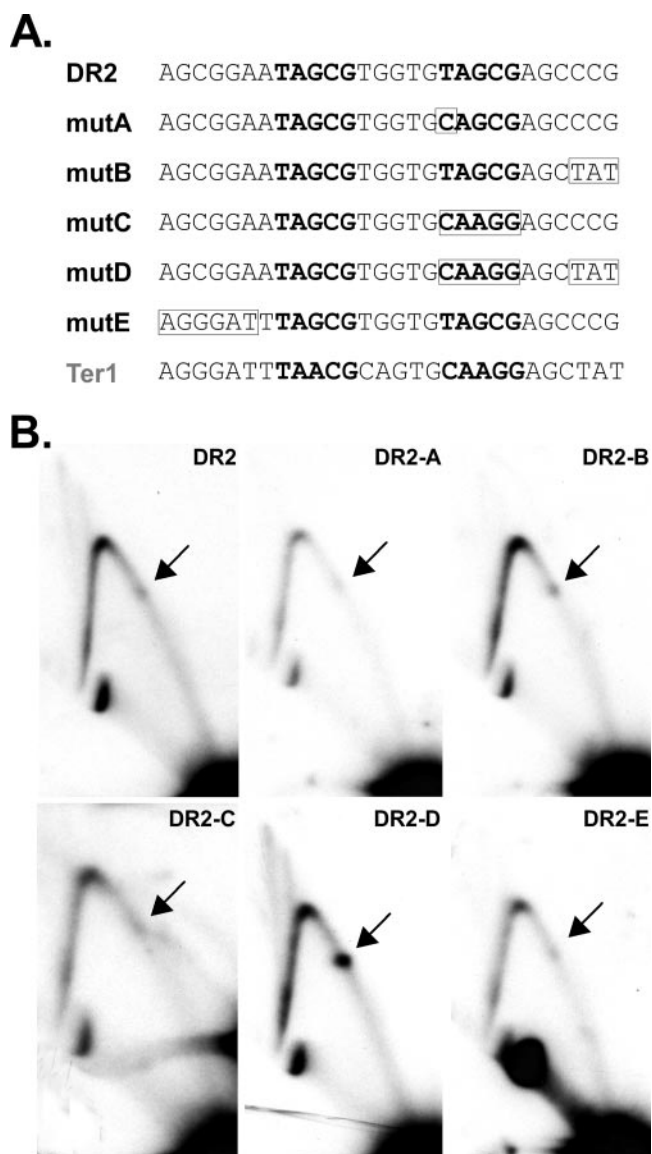 A.
DR2 AGCGGAATAGCGTGGTGTAGCGAGCCCG
mutA AGCGGAATAGCGTGGTGCAGCGAGCCCG
mutB AGCGGAATAGCGTGGTGTAGCGAGCTAT
mutC AGCGGAATAGCGTGGTGCAAGGAGCCCG
mutD AGCGGAATAGCGTGGTGCAAGGAGCTAT
mutE AGGGATTTAGCGTGGTGTAGCGAGCCCG
Ter1 AGGGATTTAACGCAGTGCAAGGAGCTAT
B.
DR2 DR2-A DR2-B
DR2-C DR2-D DR2-E